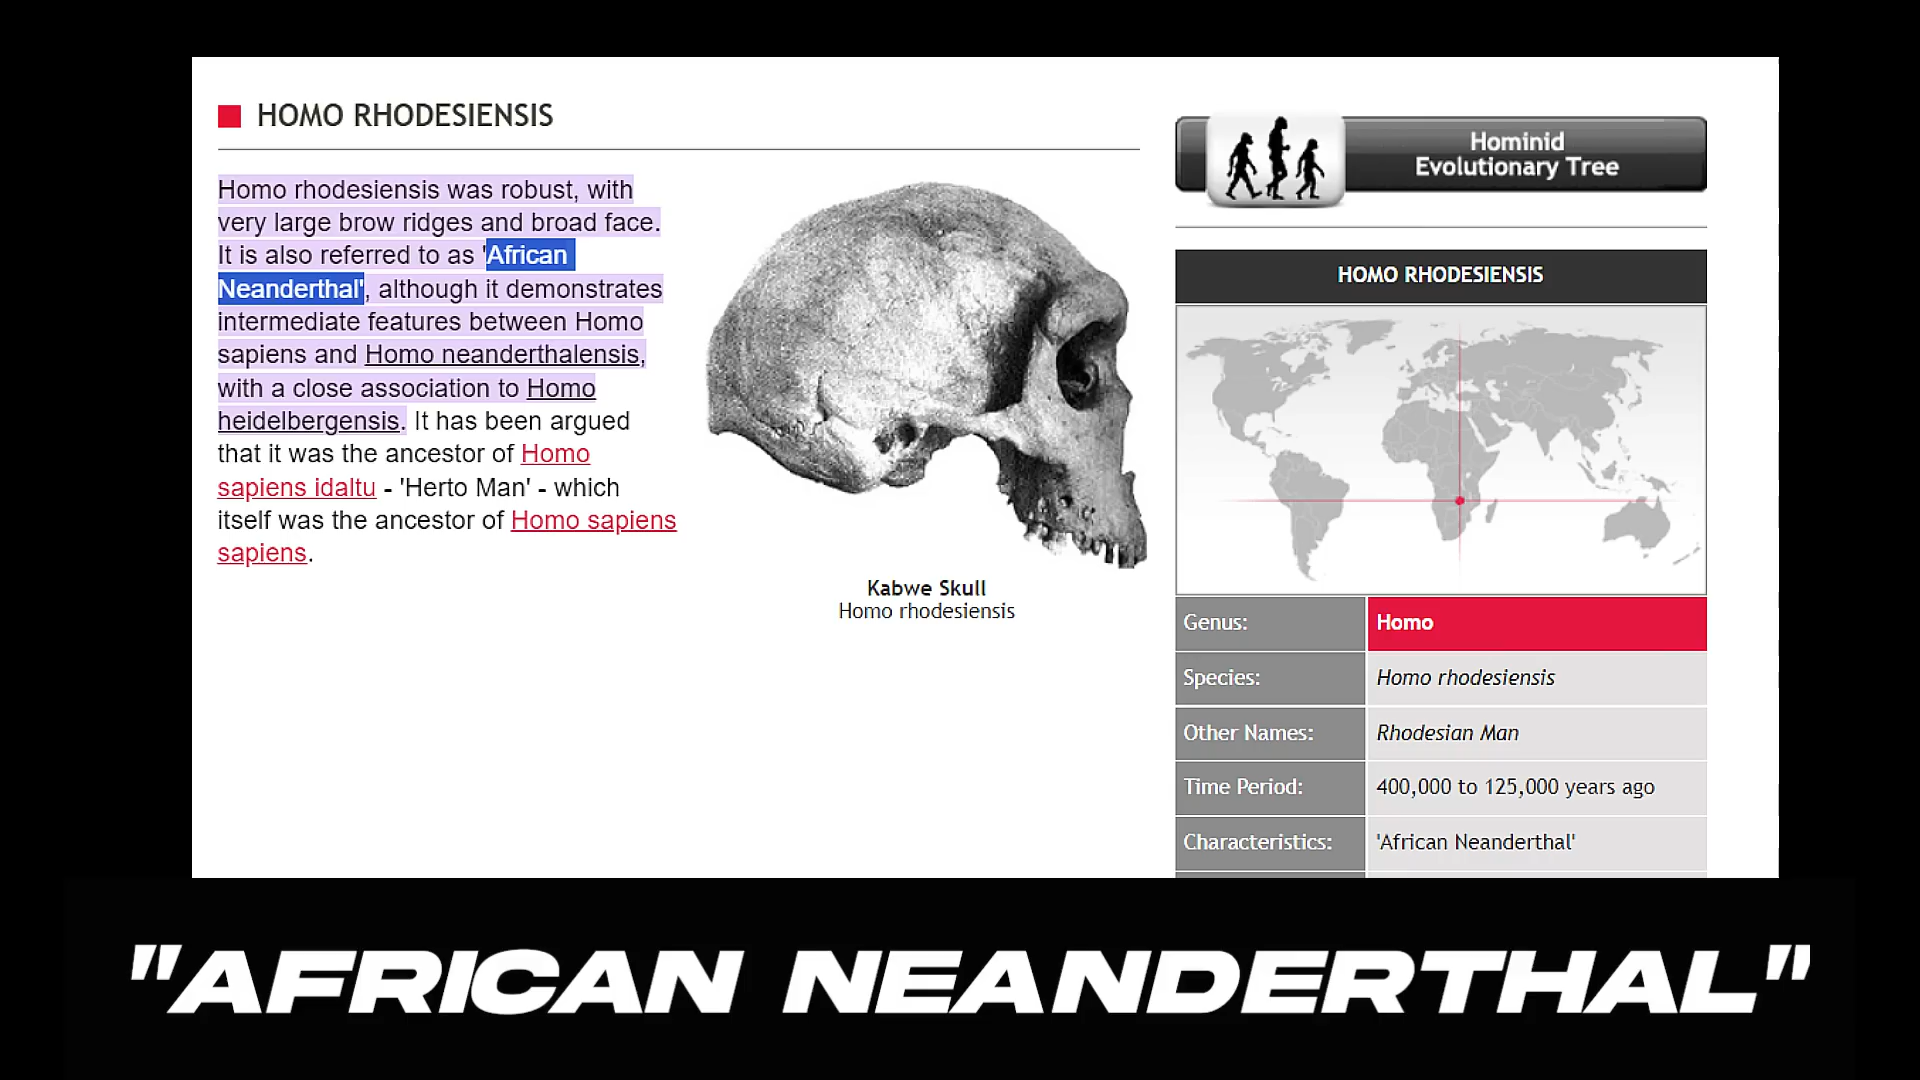 HOMO RHODESIENSIS
Homo rhodesiensis was robust, with
very large brow ridges and broad face.
It is also referred to as 'African
Neanderthal', although it demonstrates
intermediate features between Homo
sapiens and Homo neanderthalensis,
with a close association to Homo
heidelbergensis. It has been argued
that it was the ancestor of Homo
sapiens idaltu - 'Herto Man' - which
itself was the ancestor of Homo sapiens
sapiens.
Kabwe Skull
Homo rhodesiensis
Hominid
Evolutionary Tree
HOMO RHODESIENSIS
Genus: Homo
Species: Homo rhodesiensis
Other Names: Rhodesian Man
Time Period: 400,000 to 125,000 years ago
Characteristics: 'African Neanderthal'
"AFRICAN NEANDERTHAL"